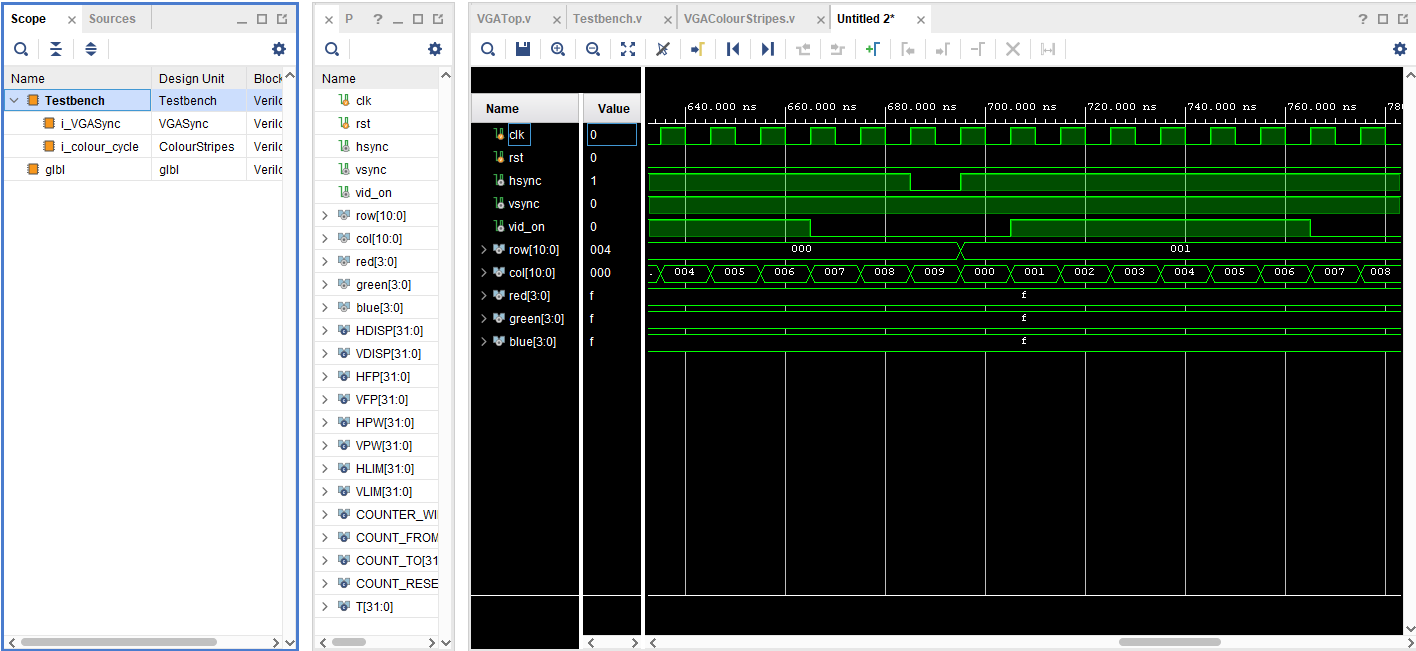 Scope
Sources
Name
Design Unit
Block
Testbench
Testbench
Verilo
i_VGASync
VGASync
Verilo
i_colour_cycle
ColourStripes
Verilo
glbl
glbl
Verilo
P
?
Name
clk
rst
hsync
vsync
vid_on
row[10:0]
col[10:0]
red[3:0]
green[3:0]
blue[3:0]
HDISP[31:0]
VDISP[31:0]
HFP[31:0]
VFP[31:0]
HPW[31:0]
VPW[31:0]
HLIM[31:0]
VLIM[31:0]
COUNTER_WI
COUNT_FROM
COUNT_TO[31
COUNT_RESE
T[31:0]
VGATop.v
Testbench.v
VGAColourStripes.v
Untitled 2*
?
Name Value
640.000 ns 660.000 ns 680.000 ns 700.000 ns 720.000 ns 740.000 ns 760.000 ns 780
clk 0
rst 0
hsync 1
vsync 0
vid_on 0
row[10:0] 004 000 001
col[10:0] 000 . 004 005 006 007 008 009 000 001 002 003 004 005 006 007 008
red[3:0] f f
green[3:0] f f
blue[3:0] f f